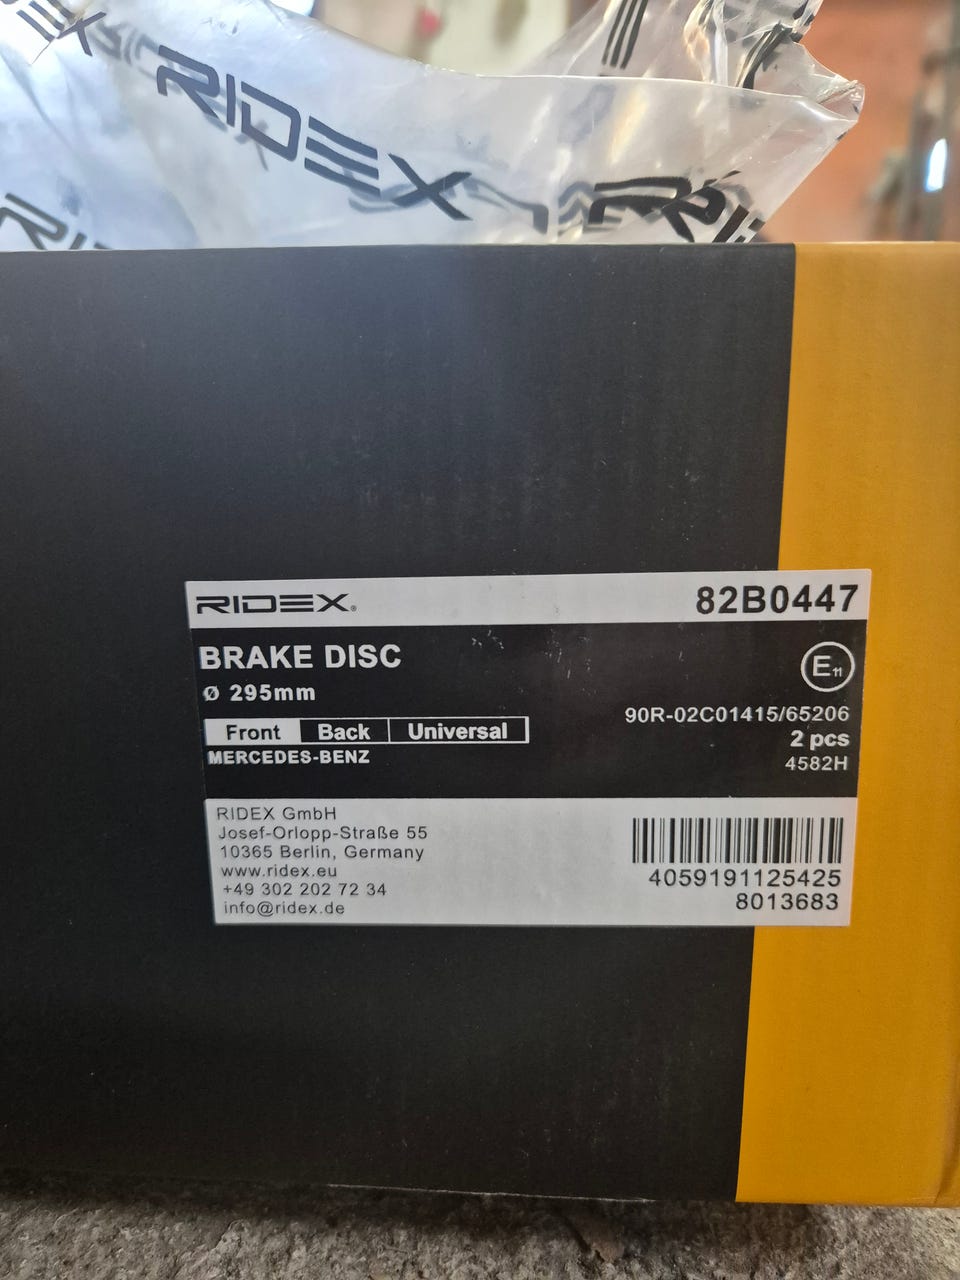 RIDEX
RIDEX® 82B0447
BRAKE DISC
Ø 295mm
E11
Front Back Universal
MERCEDES-BENZ
90R-02C01415/65206
2 pcs
4582H
RIDEX GmbH
Josef-Orlopp-Straße 55
10365 Berlin, Germany
www.ridex.eu
+49 302 202 72 34
info@ridex.de
4059191125425
8013683